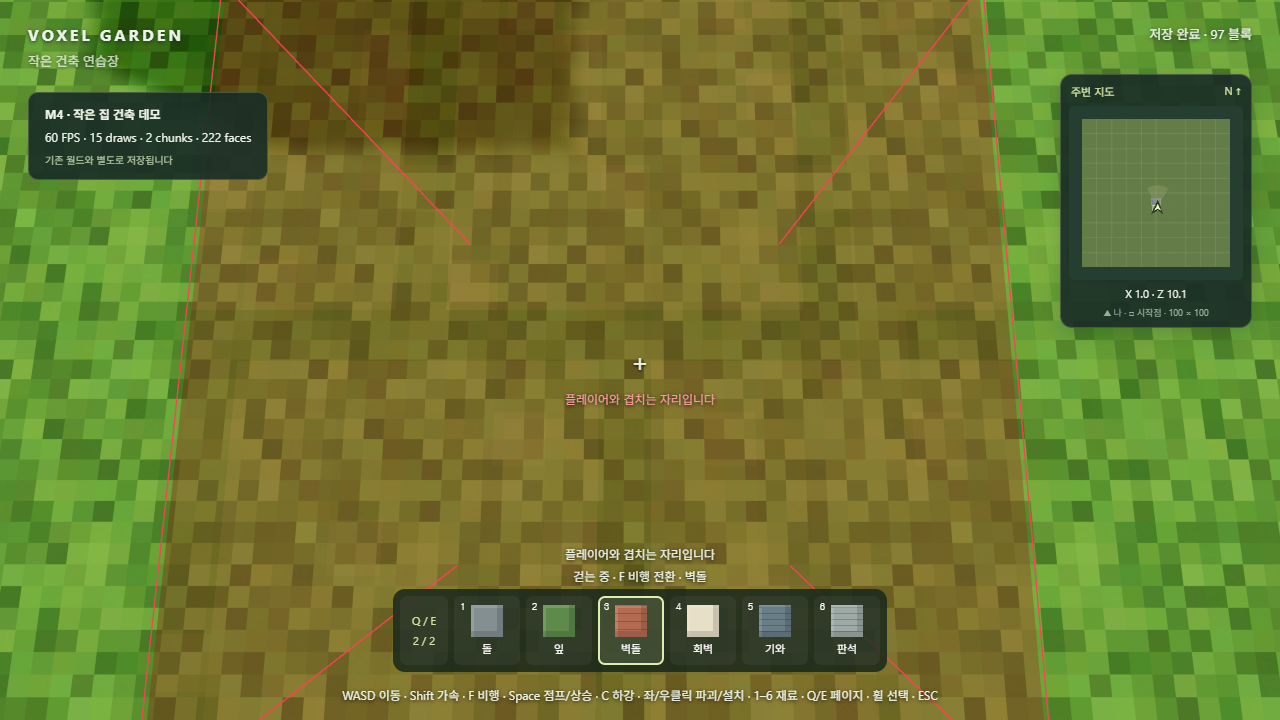 VOXEL GARDEN
작은 건축 연습장
저장 완료 · 97 블록
M4 · 작은 집 건축 데모
60 FPS · 15 draws · 2 chunks · 222 faces
기존 월드와 별도로 저장됩니다
주변 지도 N↑
X 1.0 · Z 10.1
▲ 나 · □ 시작점 · 100 × 100
+
플레이어와 겹치는 자리입니다
플레이어와 겹치는 자리입니다
걷는 중 · F 비행 전환 · 벽돌
Q / E
2 / 2
1 돌
2 잎
3 벽돌
4 회벽
5 기와
6 판석
WASD 이동 · Shift 가속 · F 비행 · Space 점프/상승 · C 하강 · 좌/우클릭 파괴/설치 · 1–6 재료 · Q/E 페이지 · 휠 선택 · ESC